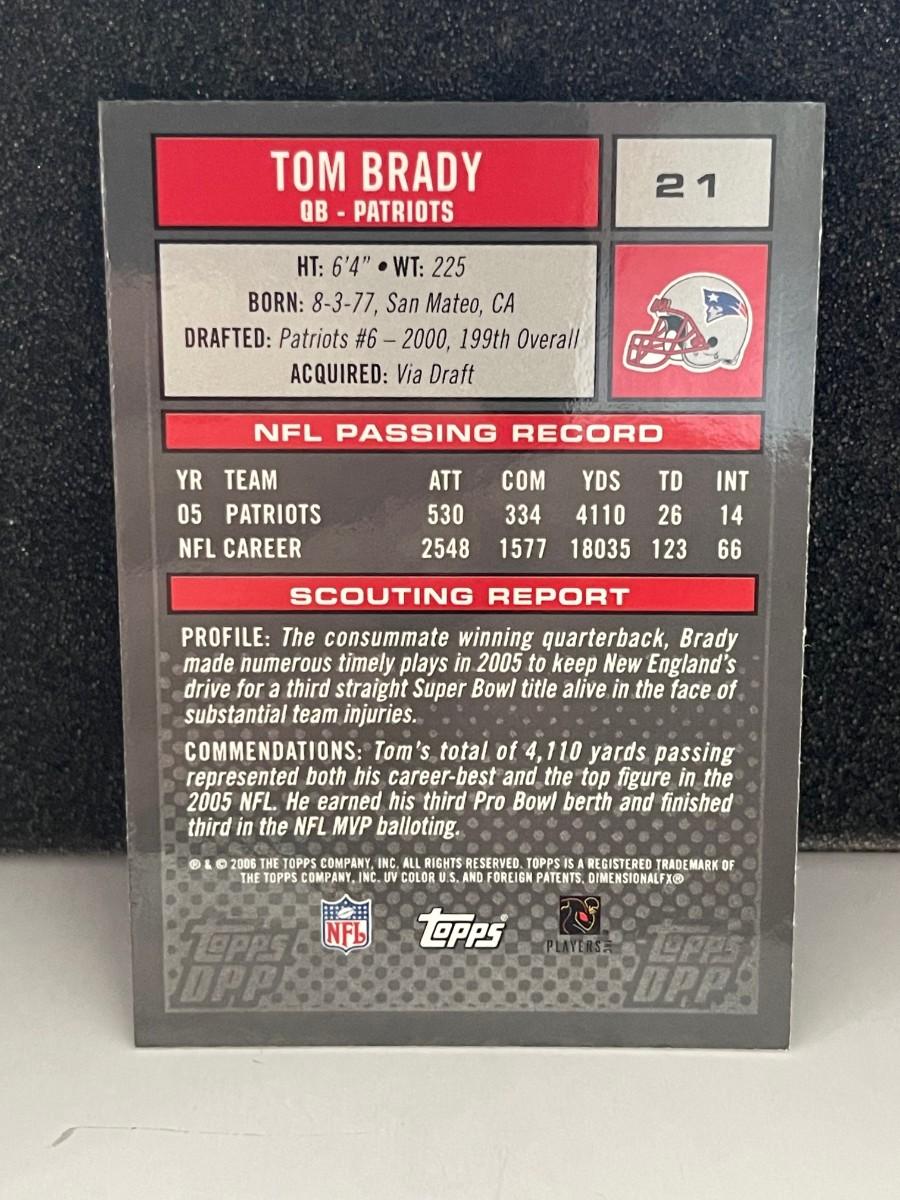 TOM BRADY
QB - PATRIOTS
21
HT: 6'4" • WT: 225
BORN: 8-3-77, San Mateo, CA
DRAFTED: Patriots #6 – 2000, 199th Overall
ACQUIRED: Via Draft
NFL PASSING RECORD
YR TEAM ATT COM YDS TD INT
05 PATRIOTS 530 334 4110 26 14
NFL CAREER 2548 1577 18035 123 66
SCOUTING REPORT
PROFILE: The consummate winning quarterback, Brady
made numerous timely plays in 2005 to keep New England's
drive for a third straight Super Bowl title alive in the face of
substantial team injuries.
COMMENDATIONS: Tom's total of 4,110 yards passing
represented both his career-best and the top figure in the
2005 NFL. He earned his third Pro Bowl berth and finished
third in the NFL MVP balloting.
® & © 2006 THE TOPPS COMPANY, INC. ALL RIGHTS RESERVED. TOPPS IS A REGISTERED TRADEMARK OF
THE TOPPS COMPANY, INC. UV COLOR U.S. AND FOREIGN PATENTS, DIMENSIONALFX®
NFL
Topps®
PLAYERS INC
Topps
DPP
Topps
DPP